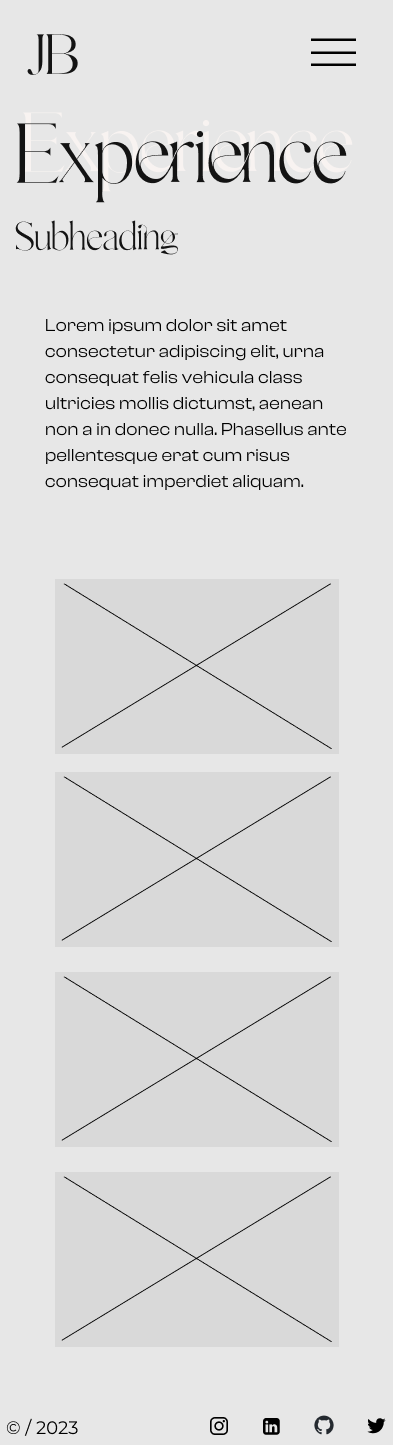 JB
Experience
Subheading
Lorem ipsum dolor sit amet
consectetur adipiscing elit, urna
consequat felis vehicula class
ultricies mollis dictumst, aenean
non a in donec nulla. Phasellus ante
pellentesque erat cum risus
consequat imperdiet aliquam.
© / 2023